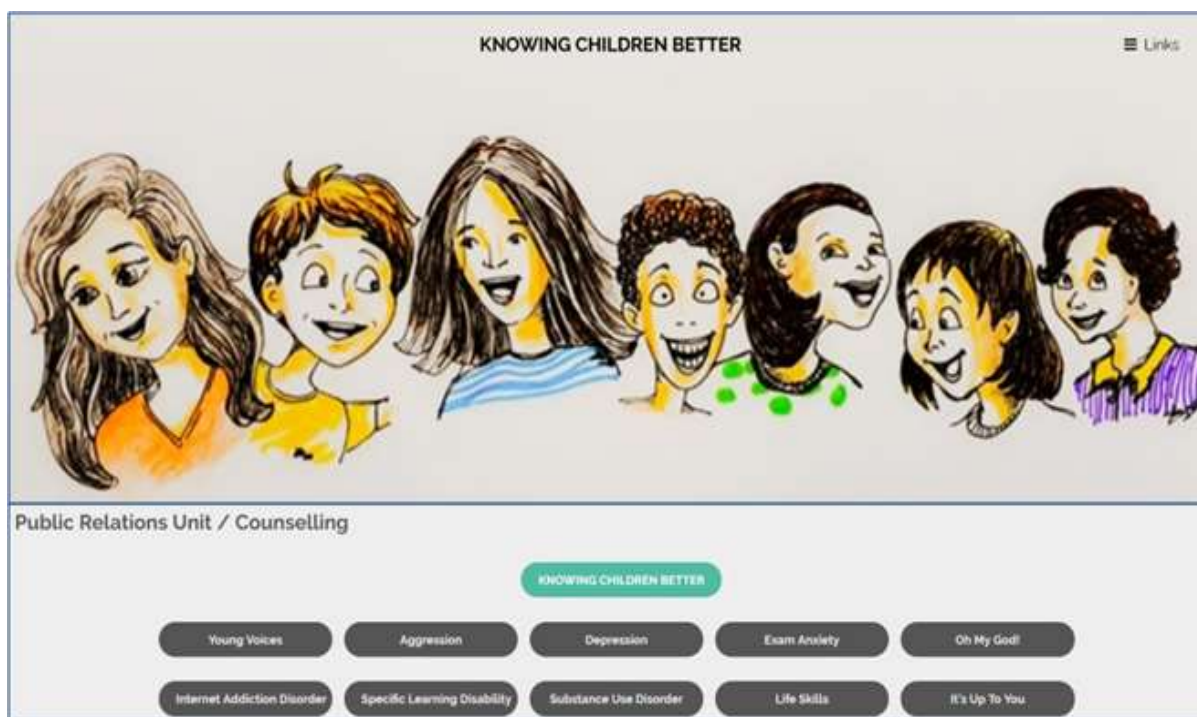 KNOWING CHILDREN BETTER
≡ Links
Public Relations Unit / Counselling
KNOWING CHILDREN BETTER
Young Voices
Aggression
Depression
Exam Anxiety
Oh My God!
Internet Addiction Disorder
Specific Learning Disability
Substance Use Disorder
Life Skills
It's Up To You